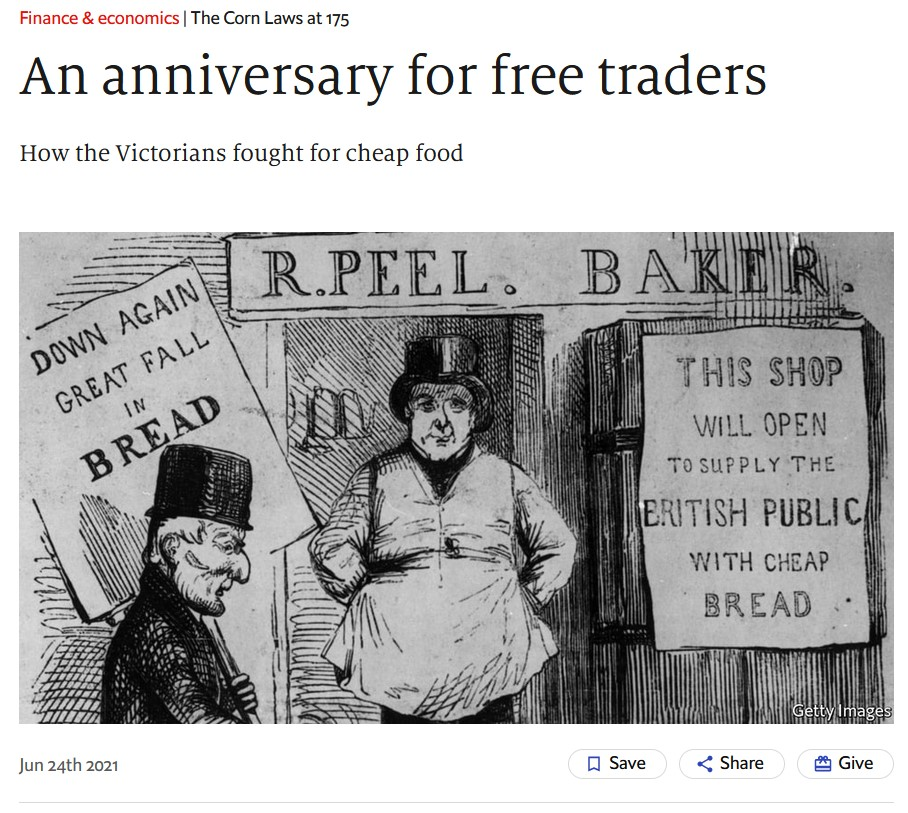 Finance & economics | The Corn Laws at 175
An anniversary for free traders
How the Victorians fought for cheap food
R.PEEL. BAKER.
DOWN AGAIN
GREAT FALL
IN
BREAD
THIS SHOP
WILL OPEN
TO SUPPLY THE
BRITISH PUBLIC
WITH CHEAP
BREAD
Getty Images
Jun 24th 2021
Save
Share
Give